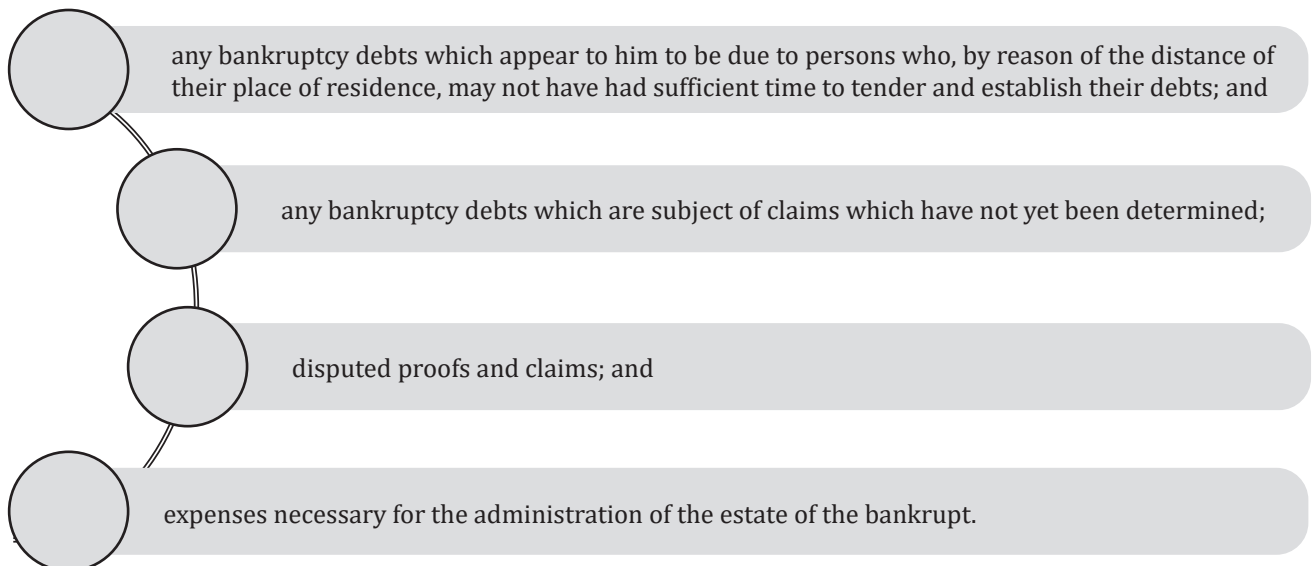 any bankruptcy debts which appear to him to be due to persons who, by reason of the distance of
their place of residence, may not have had sufficient time to tender and establish their debts; and
any bankruptcy debts which are subject of claims which have not yet been determined;
disputed proofs and claims; and
expenses necessary for the administration of the estate of the bankrupt.